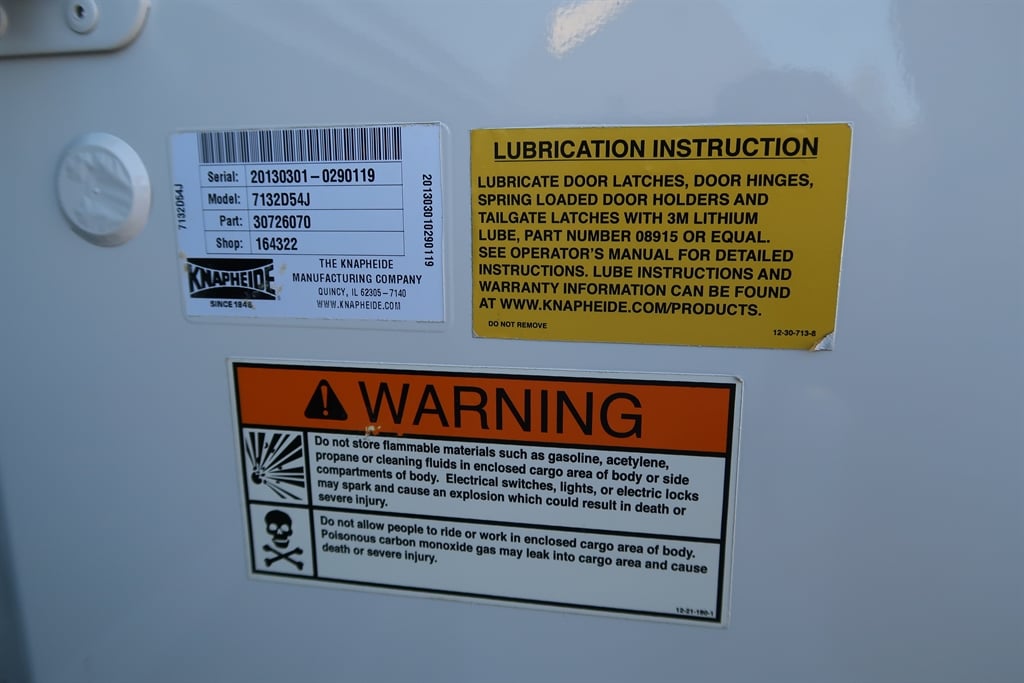 7132D54J
Serial: 20130301-0290119
Model: 7132D54J
Part: 30726070
Shop: 164322
201303010290119
KNAPHEIDE
SINCE 1848
THE KNAPHEIDE
MANUFACTURING COMPANY
QUINCY, IL 62305-7140
WWW.KNAPHEIDE.COM
LUBRICATION INSTRUCTION
LUBRICATE DOOR LATCHES, DOOR HINGES,
SPRING LOADED DOOR HOLDERS AND
TAILGATE LATCHES WITH 3M LITHIUM
LUBE, PART NUMBER 08915 OR EQUAL.
SEE OPERATOR'S MANUAL FOR DETAILED
INSTRUCTIONS. LUBE INSTRUCTIONS AND
WARRANTY INFORMATION CAN BE FOUND
AT WWW.KNAPHEIDE.COM/PRODUCTS.
DO NOT REMOVE
12-30-713-8
WARNING
Do not store flammable materials such as gasoline, acetylene,
propane or cleaning fluids in enclosed cargo area of body or side
compartments of body. Electrical switches, lights, or electric locks
may spark and cause an explosion which could result in death or
severe injury.
Do not allow people to ride or work in enclosed cargo area of body.
Poisonous carbon monoxide gas may leak into cargo area and cause
death or severe injury.
12-21-180-1